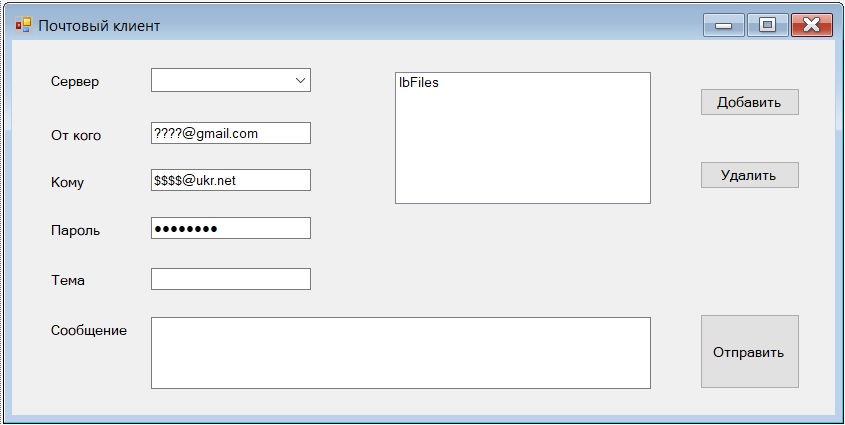 Почтовый клиент
Сервер
lbFiles
Добавить
От кого
????@gmail.com
Кому
$$$$@ukr.net
Удалить
Пароль
●●●●●●●●
Тема
Сообщение
Отправить